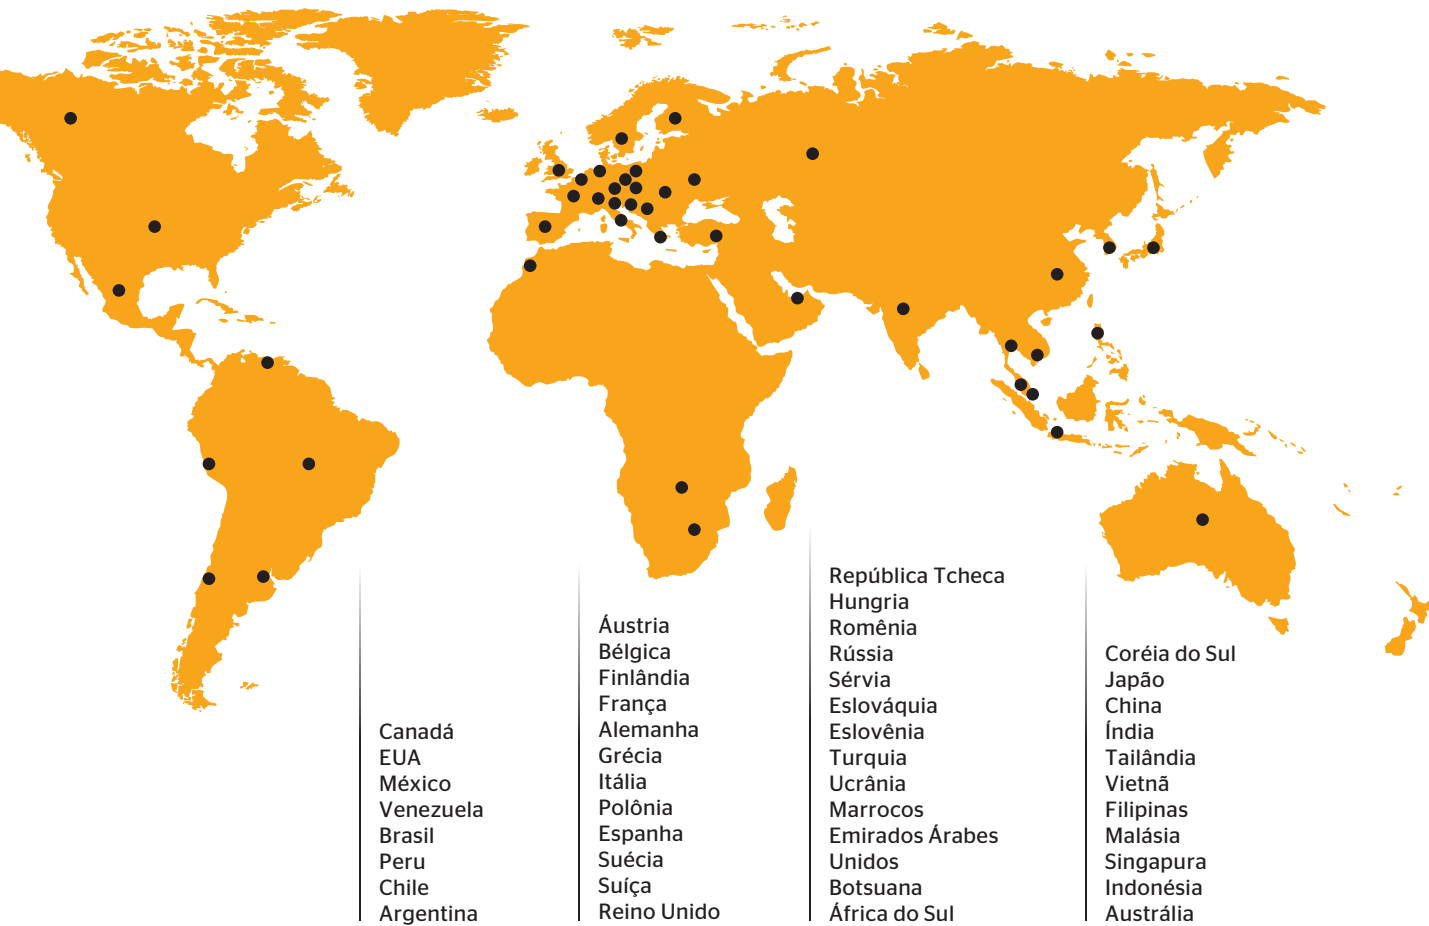 Canadá
EUA
México
Venezuela
Brasil
Peru
Chile
Argentina
Áustria
Bélgica
Finlândia
França
Alemanha
Grécia
Itália
Polônia
Espanha
Suécia
Suíça
Reino Unido
República Tcheca
Hungria
Romênia
Rússia
Sérvia
Eslováquia
Eslovênia
Turquia
Ucrânia
Marrocos
Emirados Árabes
Unidos
Botsuana
África do Sul
Coréia do Sul
Japão
China
Índia
Tailândia
Vietnã
Filipinas
Malásia
Singapura
Indonésia
Austrália